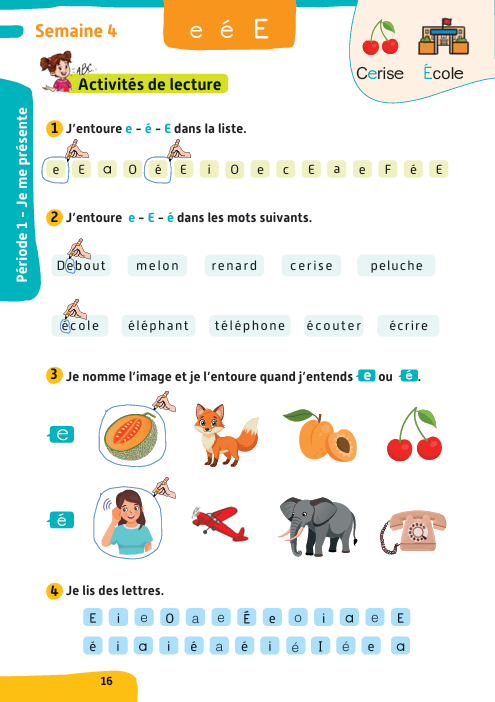 Semaine 4
e é E
Cerise École
ABC
Activités de lecture
Période 1 - Je me présente
1 J'entoure e - é - E dans la liste.
e E a O é E i O e c E a e F é E
2 J'entoure e - E - é dans les mots suivants.
Debout melon renard cerise peluche
école éléphant téléphone écouter écrire
3 Je nomme l'image et je l'entoure quand j'entends e ou é.
e
é
4 Je lis des lettres.
E i e O a e É e o i a e E
é i a i é a é i é I é e a
16